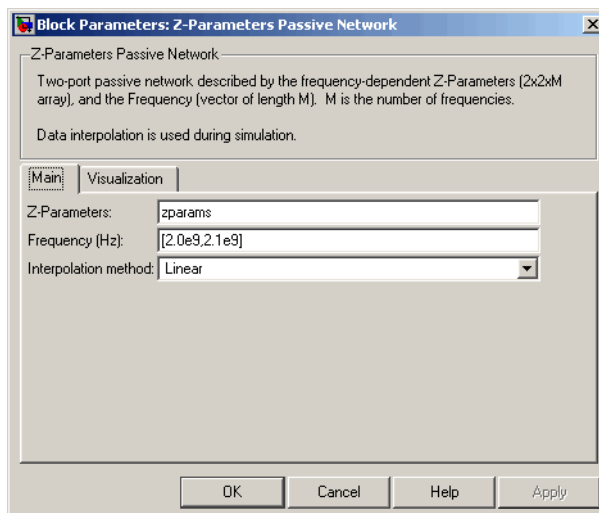 Block Parameters: Z-Parameters Passive Network
Z-Parameters Passive Network
Two-port passive network described by the frequency-dependent Z-Parameters (2x2xM
array), and the Frequency (vector of length M). M is the number of frequencies.
Data interpolation is used during simulation.
Main Visualization
Z-Parameters: zparams
Frequency (Hz): [2.0e9,2.1e9]
Interpolation method: Linear
OK Cancel Help Apply